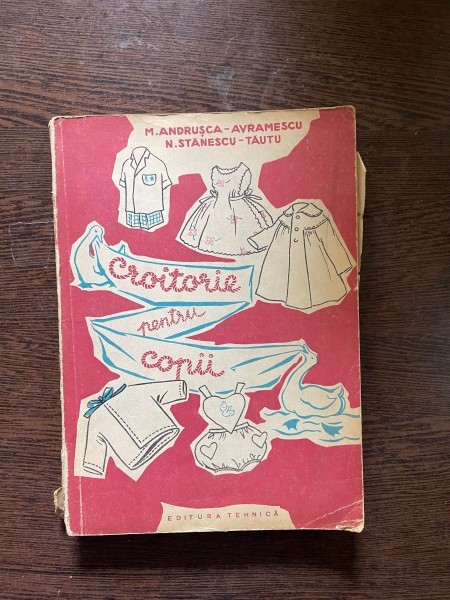 M. ANDRUȘCA - AVRAMESCU
N. STĂNESCU - TĂUTU
Croitorie
pentru
copii
EDITURA TEHNICĂ